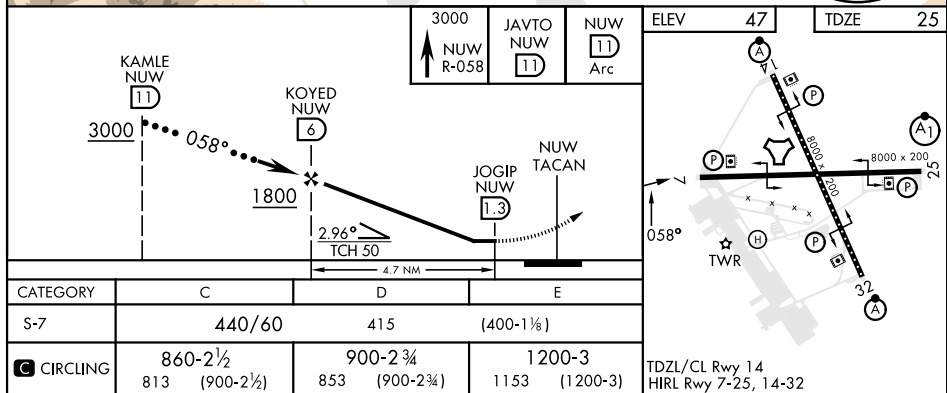 3000
NUW
R-058
JAVTO
NUW
11
NUW
11
Arc
KAMLE
NUW
11
3000
058°
KOYED
NUW
6
1800
2.96°
TCH 50
4.7 NM
JOGIP
NUW
1.3
NUW
TACAN
ELEV 47
TDZE 25
A
14
P
A1
8000 x 200
8000 x 200
25
P
P
7
x x x x
058°
TWR
H
P
32
A
CATEGORY C D E
S-7 440/60 415 (400-1⅛)
C CIRCLING 860-2½ 900-2¾ 1200-3
813 (900-2½) 853 (900-2¾) 1153 (1200-3)
TDZL/CL Rwy 14
HIRL Rwy 7-25, 14-32